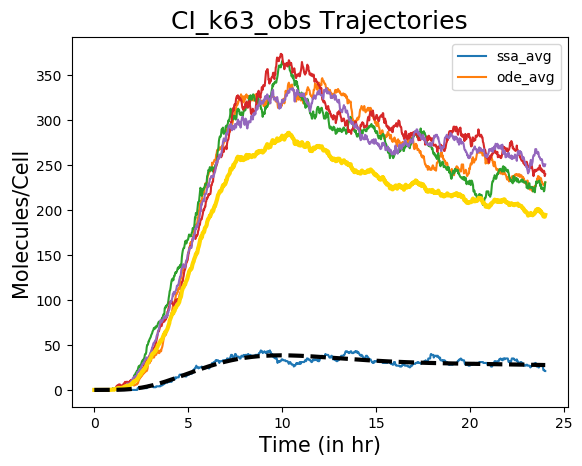 CI_k63_obs Trajectories
ssa_avg
ode_avg
Molecules/Cell
350
300
250
200
150
100
50
0
0 5 10 15 20 25
Time (in hr)